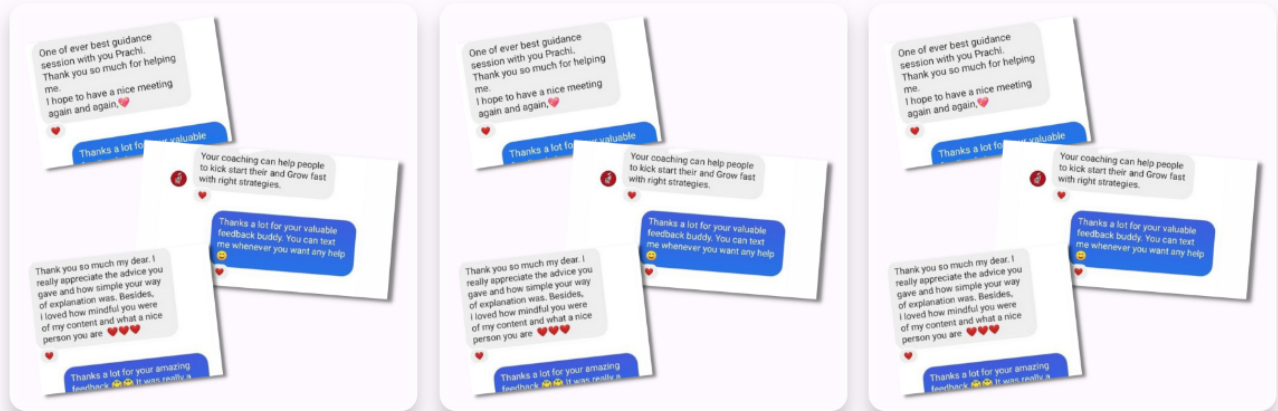 One of ever best guidance
session with you Prachi.
Thank you so much for helping
me.
I hope to have a nice meeting
again and again,💗
Thanks a lot for your valuable
Your coaching can help people
to kick start their and Grow fast
with right strategies.
Thanks a lot for your valuable
feedback buddy. You can text
me whenever you want any help
😄
Thank you so much my dear. I
really appreciate the advice you
gave and how simple your way
of explanation was. Besides,
i loved how mindful you were
of my content and what a nice
person you are ❤❤❤
Thanks a lot for your amazing
feedback 🤗🤗 It was really a
One of ever best guidance
session with you Prachi.
Thank you so much for helping
me.
I hope to have a nice meeting
again and again,💗
Thanks a lot for your valuable
Your coaching can help people
to kick start their and Grow fast
with right strategies.
Thanks a lot for your valuable
feedback buddy. You can text
me whenever you want any help
😄
Thank you so much my dear. I
really appreciate the advice you
gave and how simple your way
of explanation was. Besides,
i loved how mindful you were
of my content and what a nice
person you are ❤❤❤
Thanks a lot for your amazing
feedback 🤗🤗 It was really a
One of ever best guidance
session with you Prachi.
Thank you so much for helping
me.
I hope to have a nice meeting
again and again,💗
Thanks a lot for your valuable
Your coaching can help people
to kick start their and Grow fast
with right strategies.
Thanks a lot for your valuable
feedback buddy. You can text
me whenever you want any help
😄
Thank you so much my dear. I
really appreciate the advice you
gave and how simple your way
of explanation was. Besides,
i loved how mindful you were
of my content and what a nice
person you are ❤❤❤
Thanks a lot for your amazing
feedback 🤗🤗 It was really a